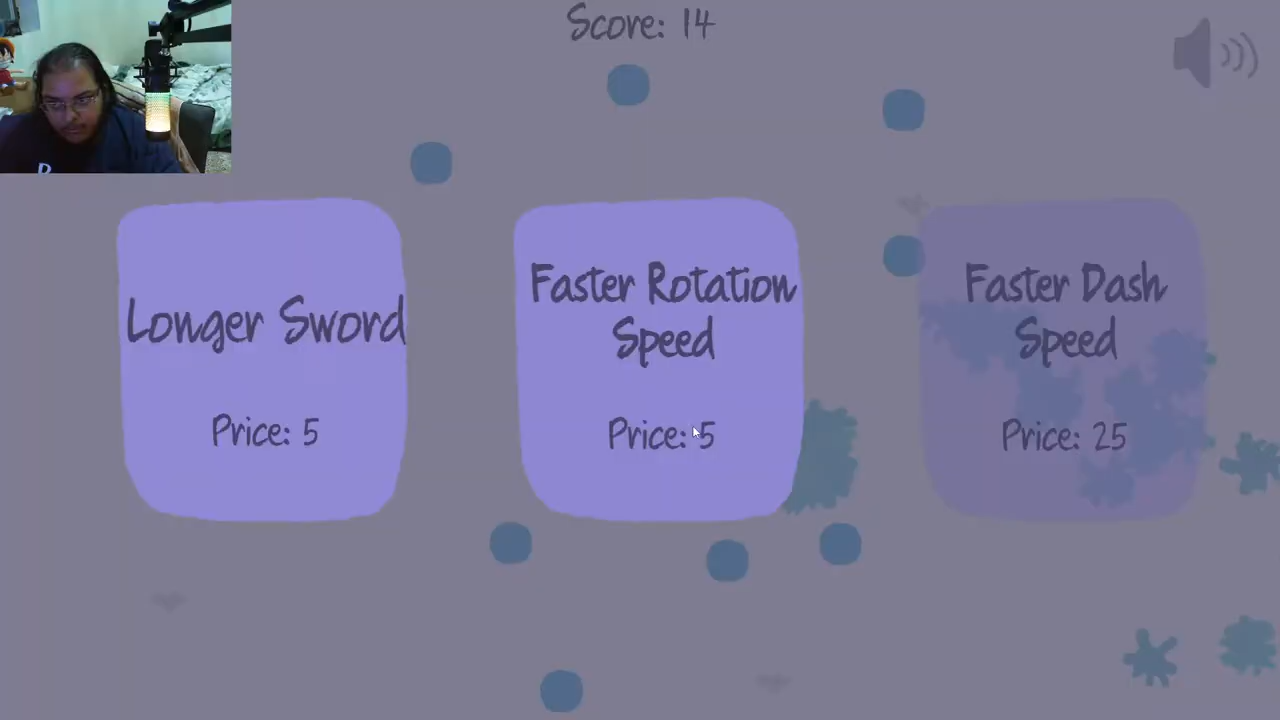 Score: 14
Longer Sword
Price: 5
Faster Rotation
Speed
Price: 5
Faster Dash
Speed
Price: 25